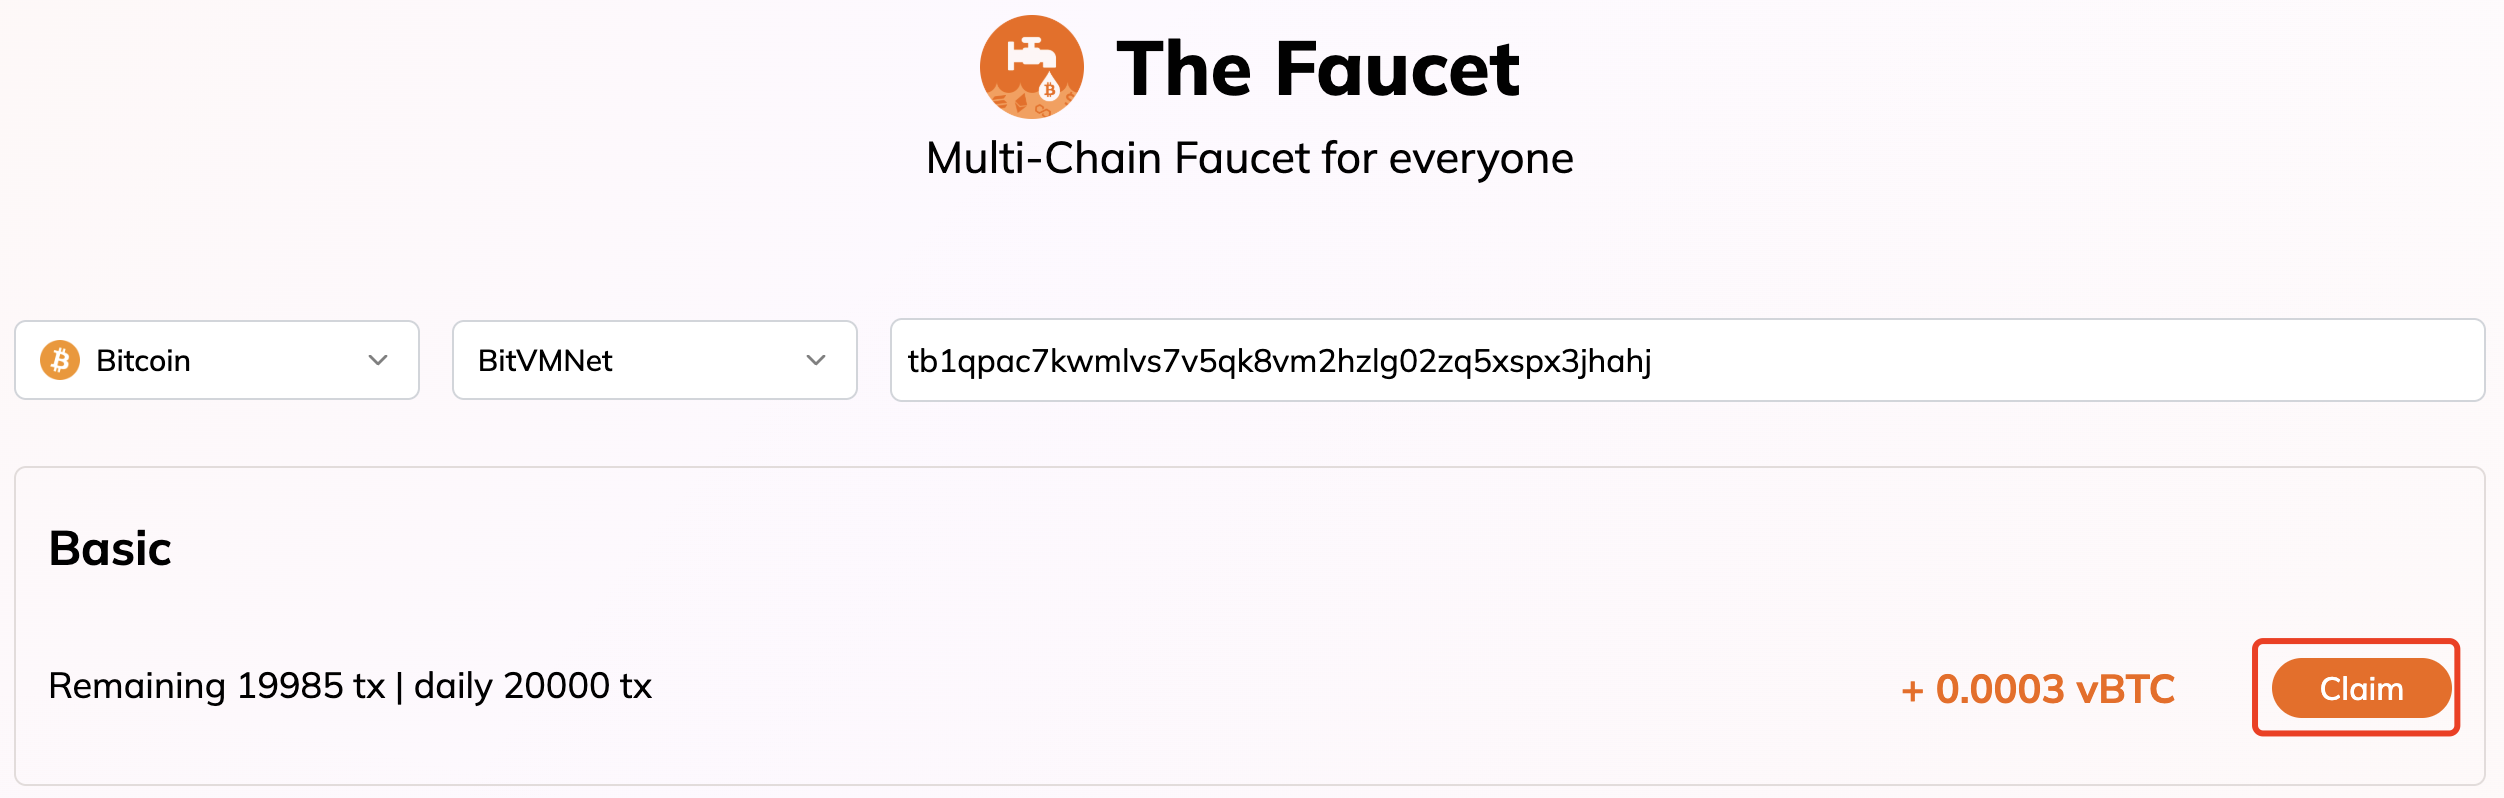 The Faucet
Multi-Chain Faucet for everyone
Bitcoin
BitVMNet
tb1qpac7kwmlvs7v5qk8vm2hzlg02zzq5xspx3jhahj
Basic
Remaining 19985 tx | daily 20000 tx
+ 0.0003 vBTC
Claim